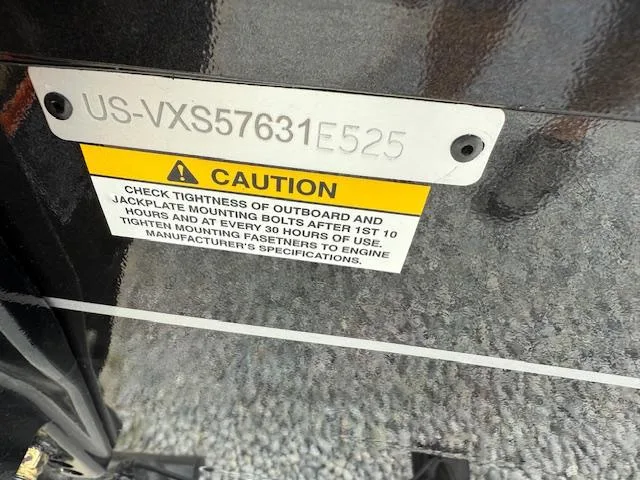 US-VXS57631E525
⚠ CAUTION
CHECK TIGHTNESS OF OUTBOARD AND
JACKPLATE MOUNTING BOLTS AFTER 1ST 10
HOURS AND AT EVERY 30 HOURS OF USE.
TIGHTEN MOUNTING FASETNERS TO ENGINE
MANUFACTURER'S SPECIFICATIONS.